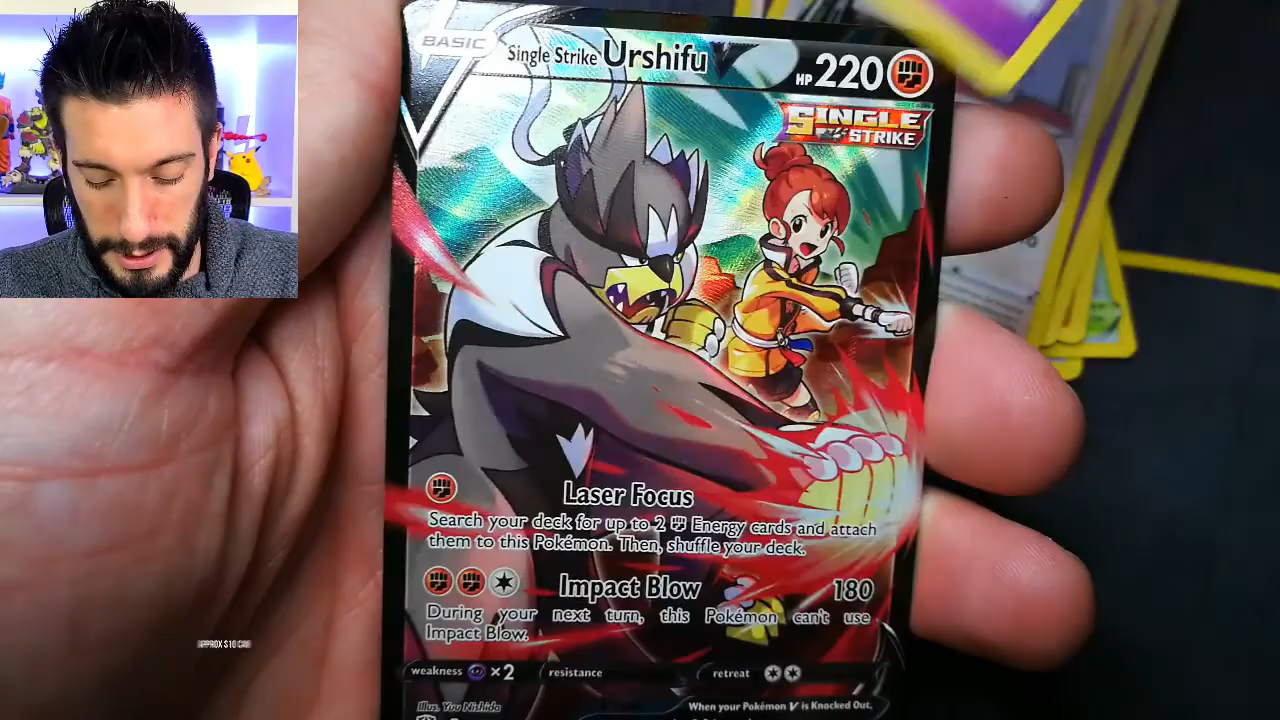 BASIC
Single Strike Urshifu V
HP 220
SINGLE
STRIKE
Laser Focus
Search your deck for up to 2 Energy cards and attach
them to this Pokémon. Then, shuffle your deck.
Impact Blow 180
During your next turn, this Pokémon can't use
Impact Blow.
APPROX $10 CAD
weakness ×2 resistance retreat
Illus. Yuu Nishida
When your Pokémon V is Knocked Out,